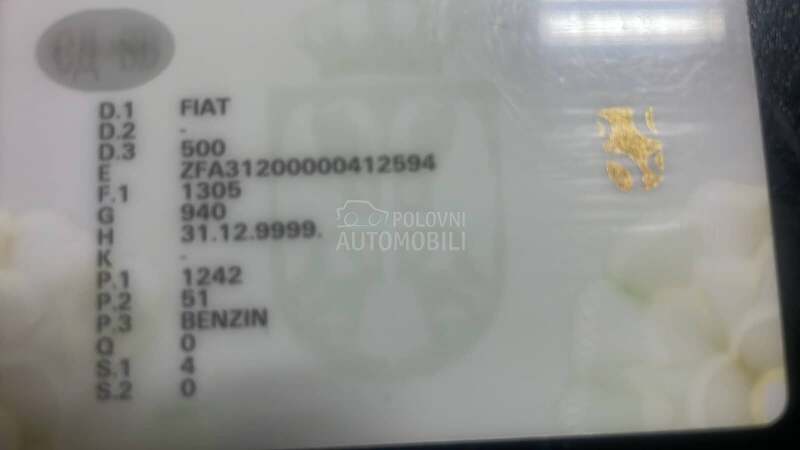 D.1 FIAT
D.2 -
D.3 500
E ZFA31200000412594
F.1 1305
G 940
H 31.12.9999.
K -
P.1 1242
P.2 51
P.3 BENZIN
Q 0
S.1 4
S.2 0
POLOVNI
AUTOMOBILI